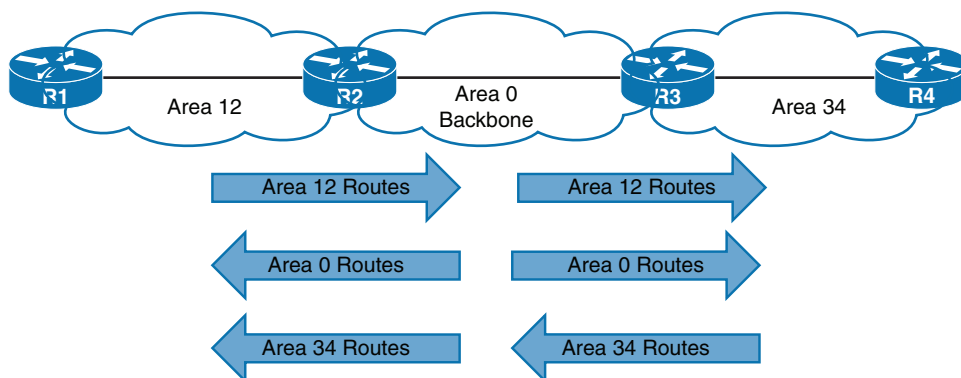 R1
R2
R3
R4
Area 12
Area 0
Backbone
Area 34
Area 12 Routes
Area 12 Routes
Area 0 Routes
Area 0 Routes
Area 34 Routes
Area 34 Routes